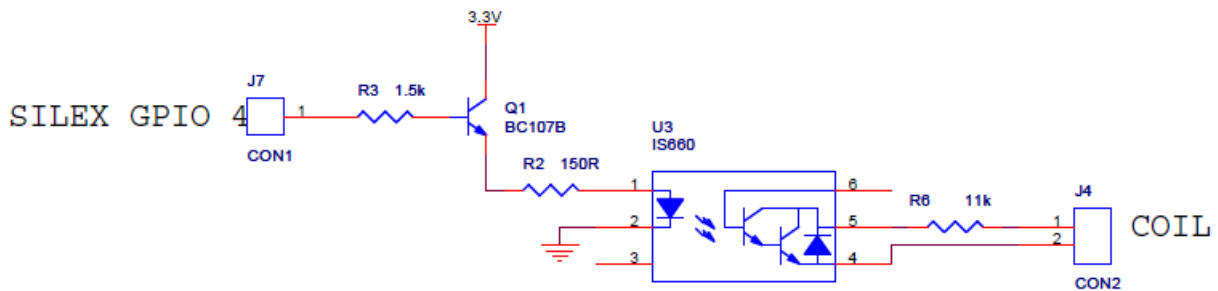 3.3V
J7
SILEX GPIO 4
1
CON1
R3 1.5k
Q1
BC107B
R2 150R
U3
IS660
1
2
3
6
5
4
R6 11k
J4
1
2
COIL
CON2